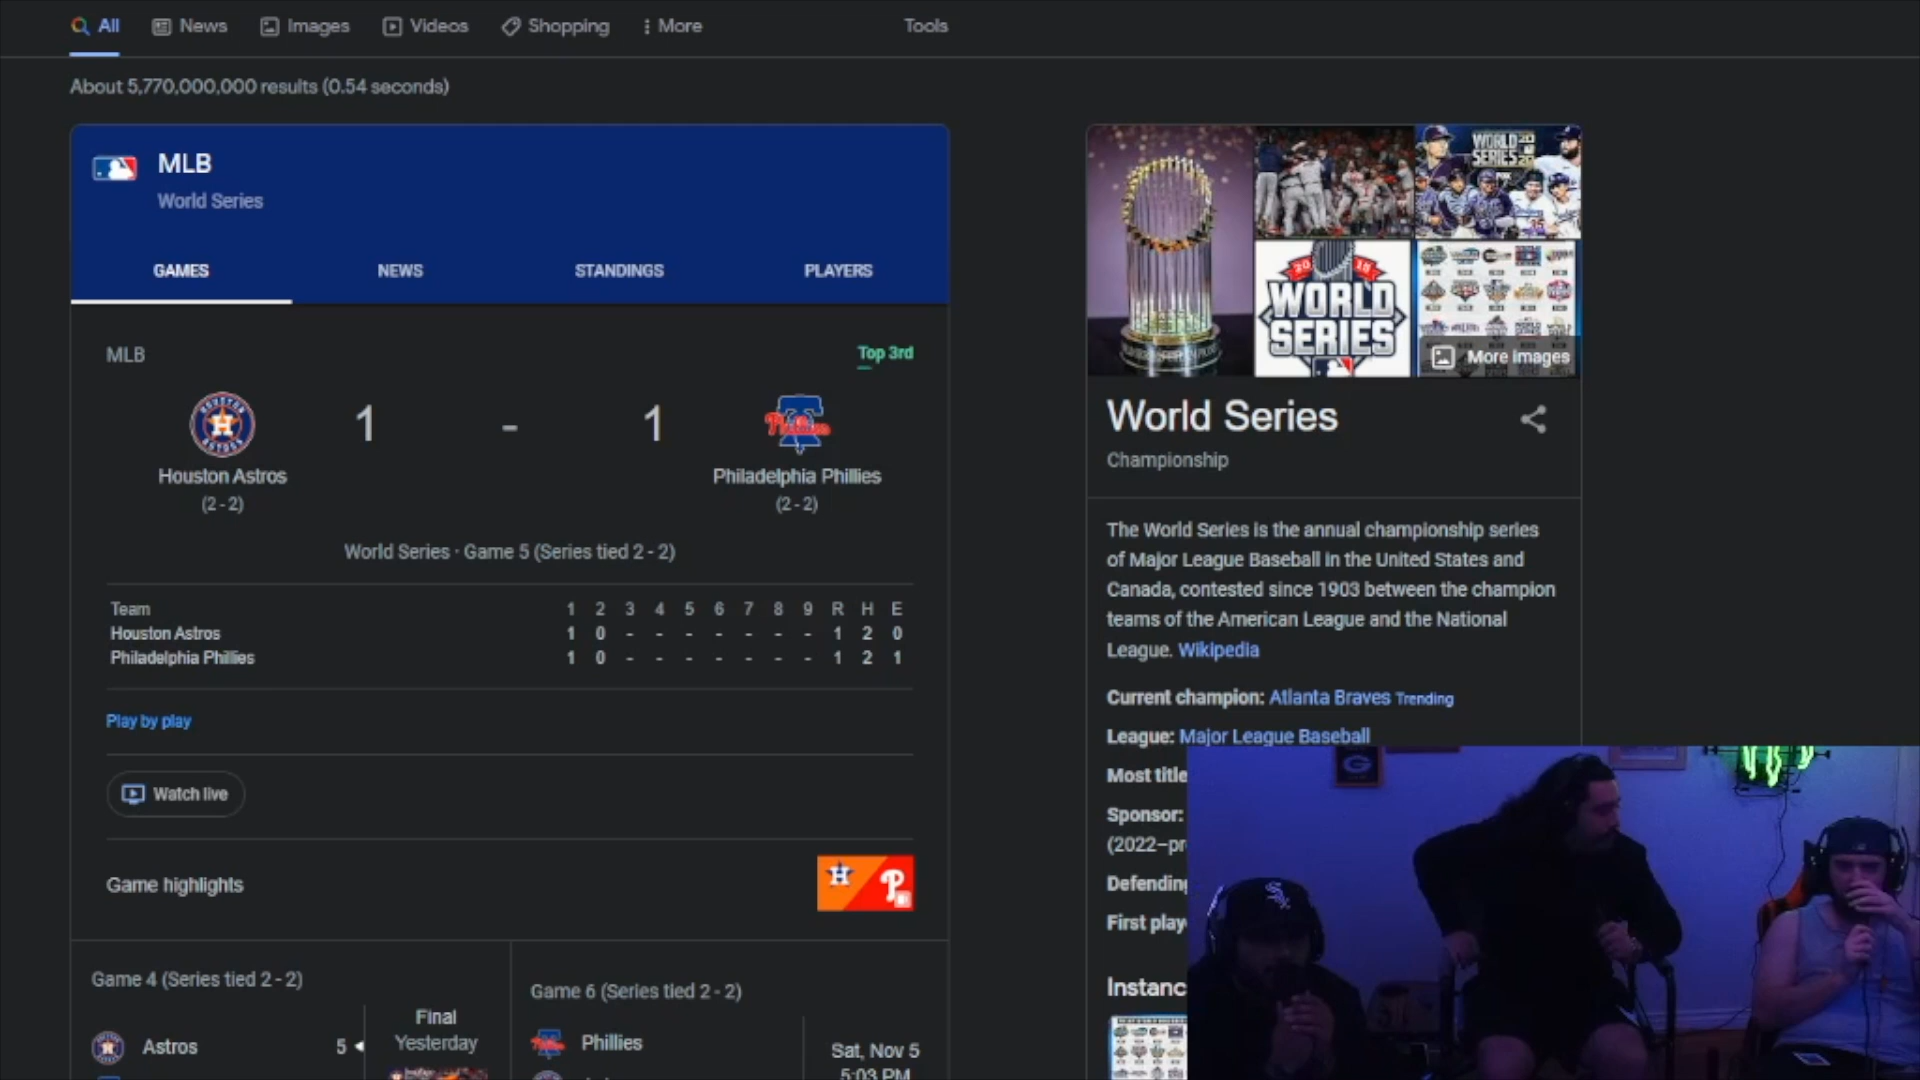 All News Images Videos Shopping More Tools
About 5,770,000,000 results (0.54 seconds)
MLB
World Series
GAMES NEWS STANDINGS PLAYERS
MLB Top 3rd
1 - 1
Houston Astros Philadelphia Phillies
(2 - 2) (2 - 2)
World Series · Game 5 (Series tied 2 - 2)
Team 1 2 3 4 5 6 7 8 9 R H E
Houston Astros 1 0 - - - - - - - 1 2 0
Philadelphia Phillies 1 0 - - - - - - - 1 2 1
Play by play
Watch live
Game highlights
Game 4 (Series tied 2 - 2)
Final
Astros 5
Yesterday
Game 6 (Series tied 2 - 2)
Phillies
Sat, Nov 5
5:03 PM
WORLD
SERIES
20 15
WORLD
SERIES
More images
World Series
Championship
The World Series is the annual championship series
of Major League Baseball in the United States and
Canada, contested since 1903 between the champion
teams of the American League and the National
League. Wikipedia
Current champion: Atlanta Braves Trending
League: Major League Baseball
Most title
Sponsor:
(2022–pr
Defending
First play
Instanc